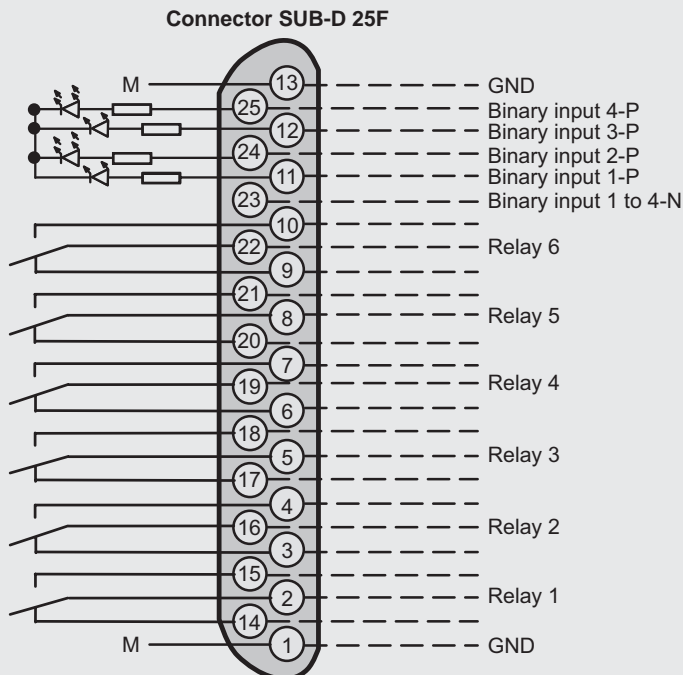 Connector SUB-D 25F
M 13 GND
25 Binary input 4-P
12 Binary input 3-P
24 Binary input 2-P
11 Binary input 1-P
23 Binary input 1 to 4-N
10
22 Relay 6
9
21
8 Relay 5
20
7
19 Relay 4
6
18
5 Relay 3
17
4
16 Relay 2
3
15
2 Relay 1
14
M 1 GND